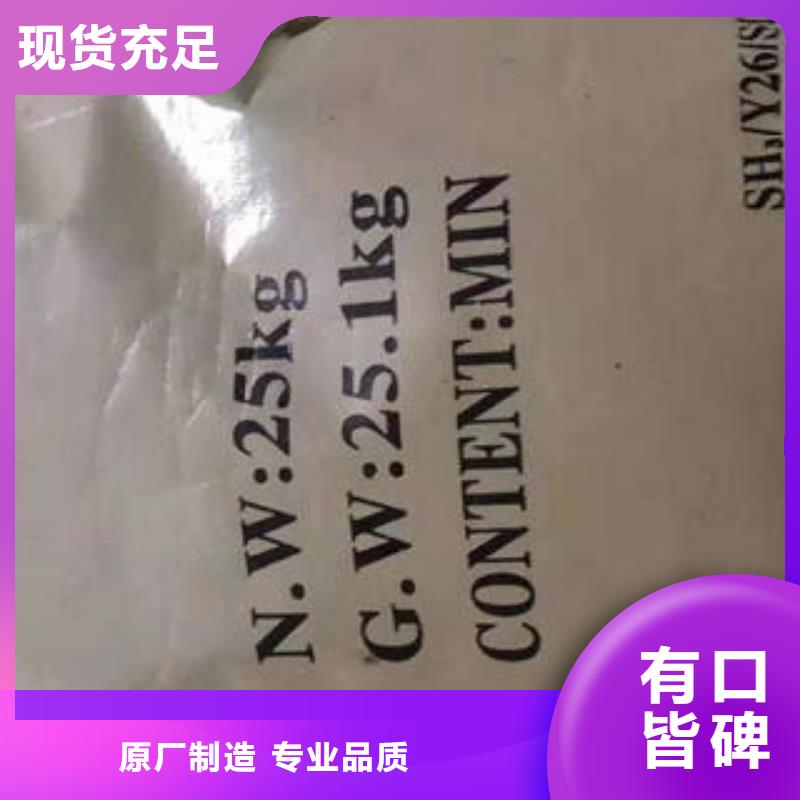 现货充足
N.W:25kg
G.W:25.1kg
CONTENT:MIN
原厂制造 专业品质
有口
皆碑